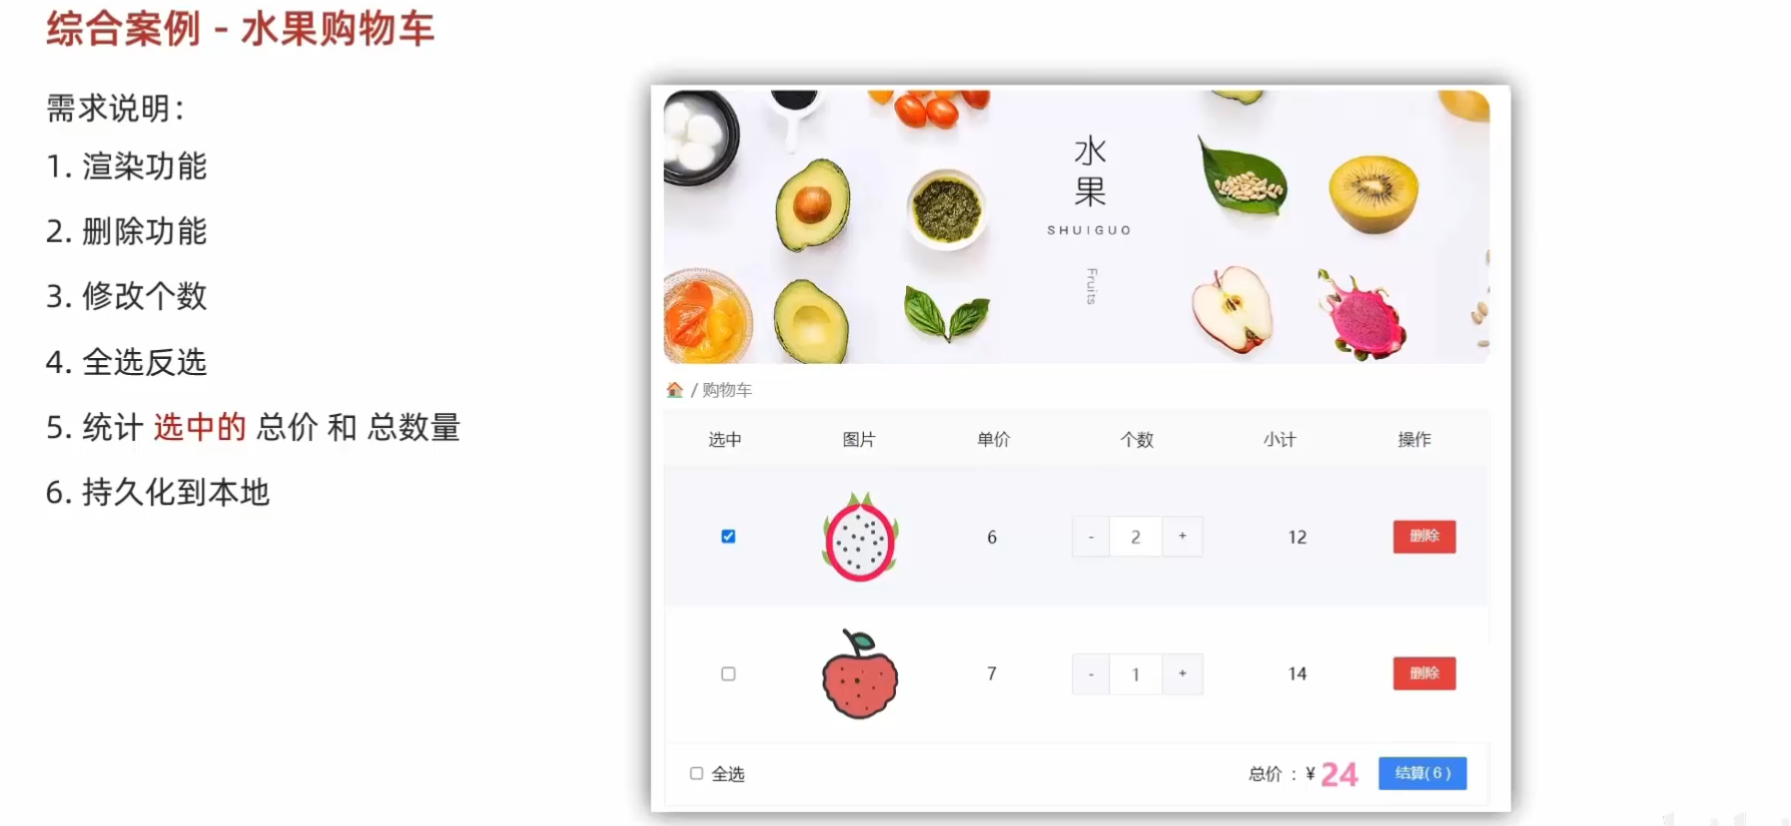 综合案例 - 水果购物车
需求说明：
1. 渲染功能
2. 删除功能
3. 修改个数
4. 全选反选
5. 统计 选中的 总价 和 总数量
6. 持久化到本地
水
果
SHUIGUO
Fruits
/ 购物车
选中 图片 单价 个数 小计 操作
6 - 2 + 12 删除
7 - 1 + 14 删除
全选 总价 : ¥ 24 结算( 6 )